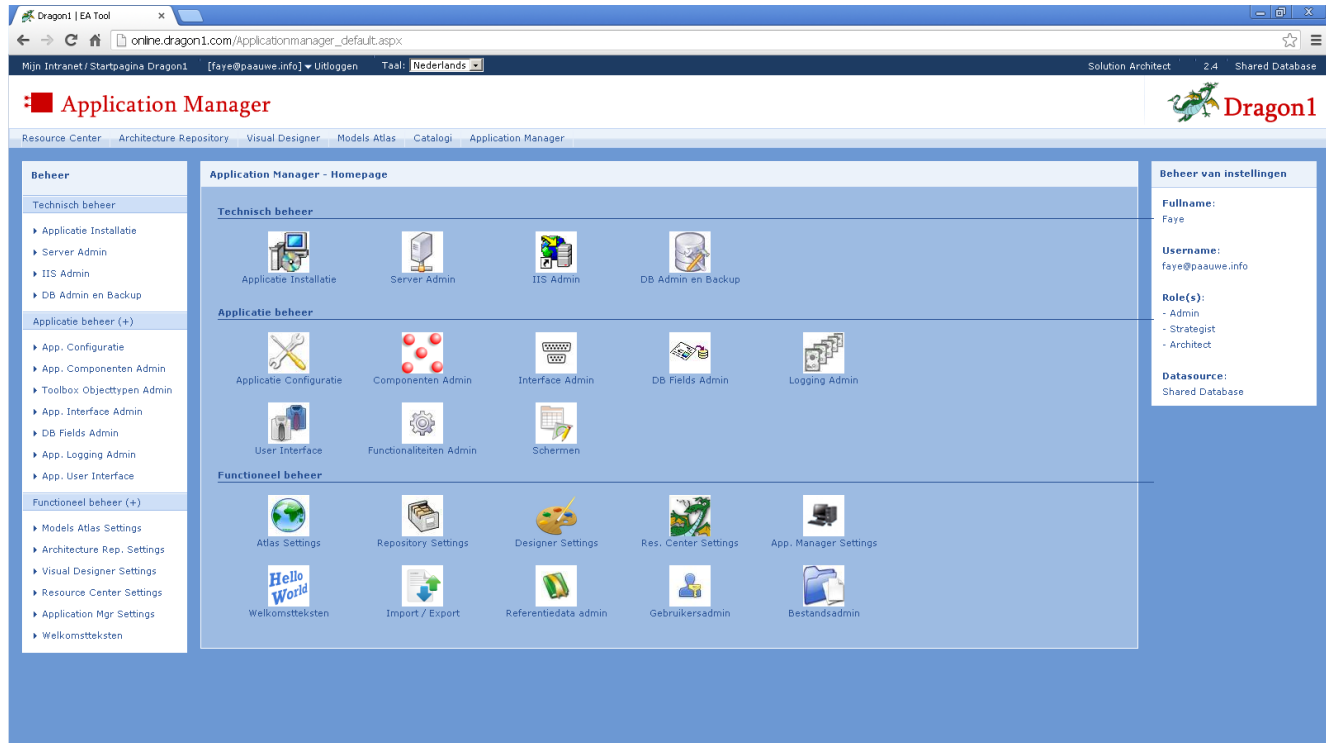 Dragon1 | EA Tool
online.dragon1.com/Applicationmanager_default.aspx
Mijn Intranet / Startpagina Dragon1 [faye@paauwe.info] Uitloggen Taal: Nederlands Solution Architect 2.4 Shared Database
Application Manager
Dragon1
Resource Center Architecture Repository Visual Designer Models Atlas Catalogi Application Manager
Beheer
Technisch beheer
Applicatie Installatie
Server Admin
IIS Admin
DB Admin en Backup
Applicatie beheer (+)
App. Configuratie
App. Componenten Admin
Toolbox Objecttypen Admin
App. Interface Admin
DB Fields Admin
App. Logging Admin
App. User Interface
Functioneel beheer (+)
Models Atlas Settings
Architecture Rep. Settings
Visual Designer Settings
Resource Center Settings
Application Mgr Settings
Welkomstteksten
Application Manager - Homepage
Technisch beheer
Applicatie Installatie Server Admin IIS Admin DB Admin en Backup
Applicatie beheer
Applicatie Configuratie Componenten Admin Interface Admin DB Fields Admin Logging Admin
User Interface Functionaliteiten Admin Schermen
Functioneel beheer
Atlas Settings Repository Settings Designer Settings Res. Center Settings App. Manager Settings
Hello
World
Welkomstteksten Import / Export Referentiedata admin Gebruikersadmin Bestandsadmin
Beheer van instellingen
Fullname:
Faye
Username:
faye@paauwe.info
Role(s):
- Admin
- Strategist
- Architect
Datasource:
Shared Database